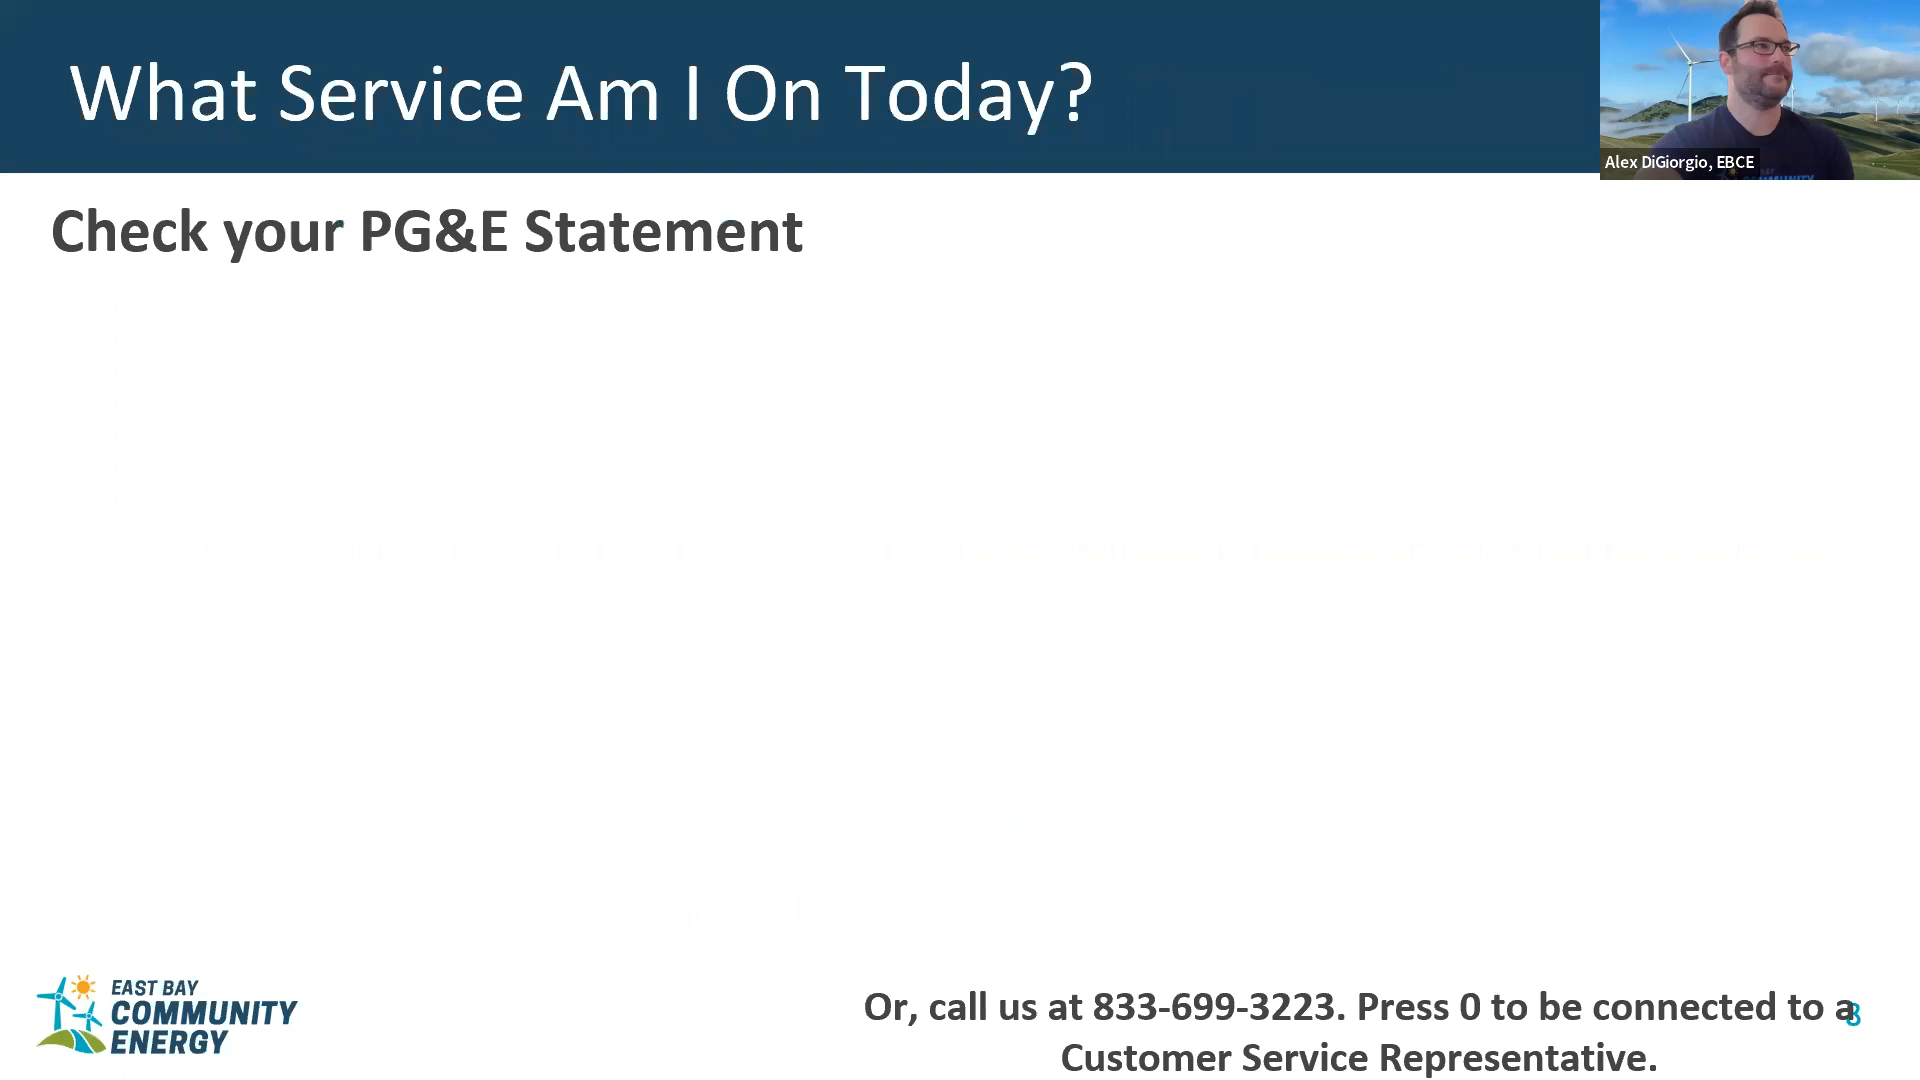 What Service Am I On Today?
Alex DiGiorgio, EBCE
Check your PG&E Statement
EAST BAY
COMMUNITY
ENERGY
Or, call us at 833-699-3223. Press 0 to be connected to a
8
Customer Service Representative.